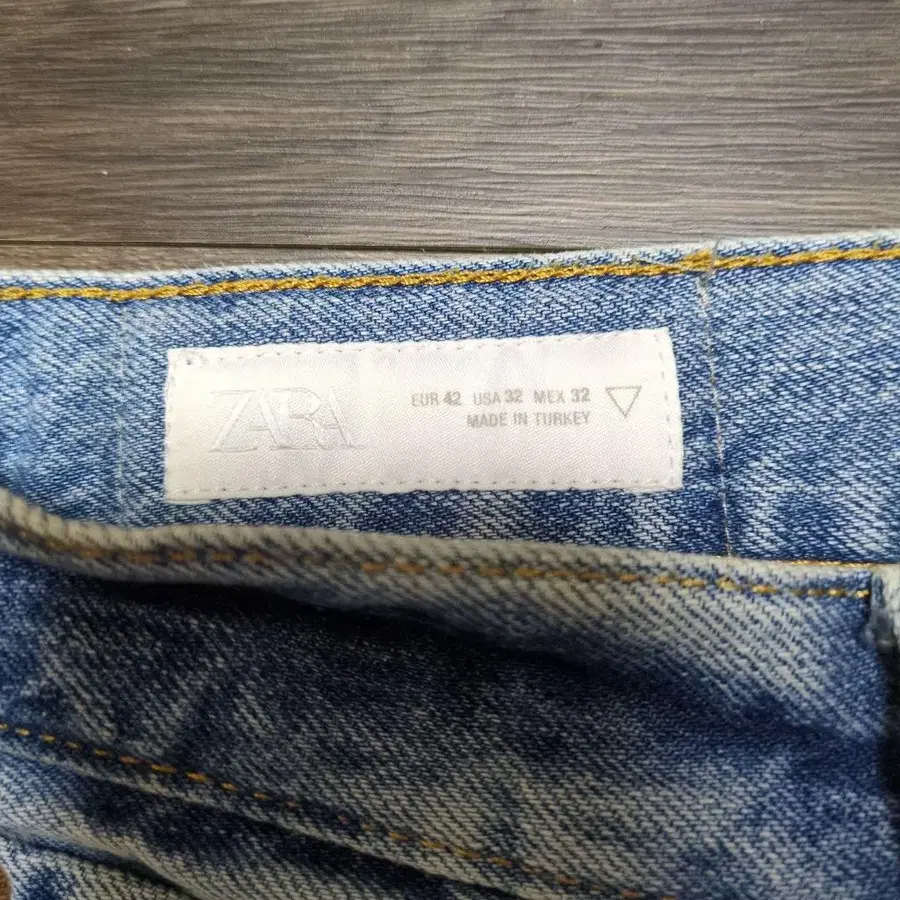 ZARA
EUR 42 USA 32 MEX 32
MADE IN TURKEY